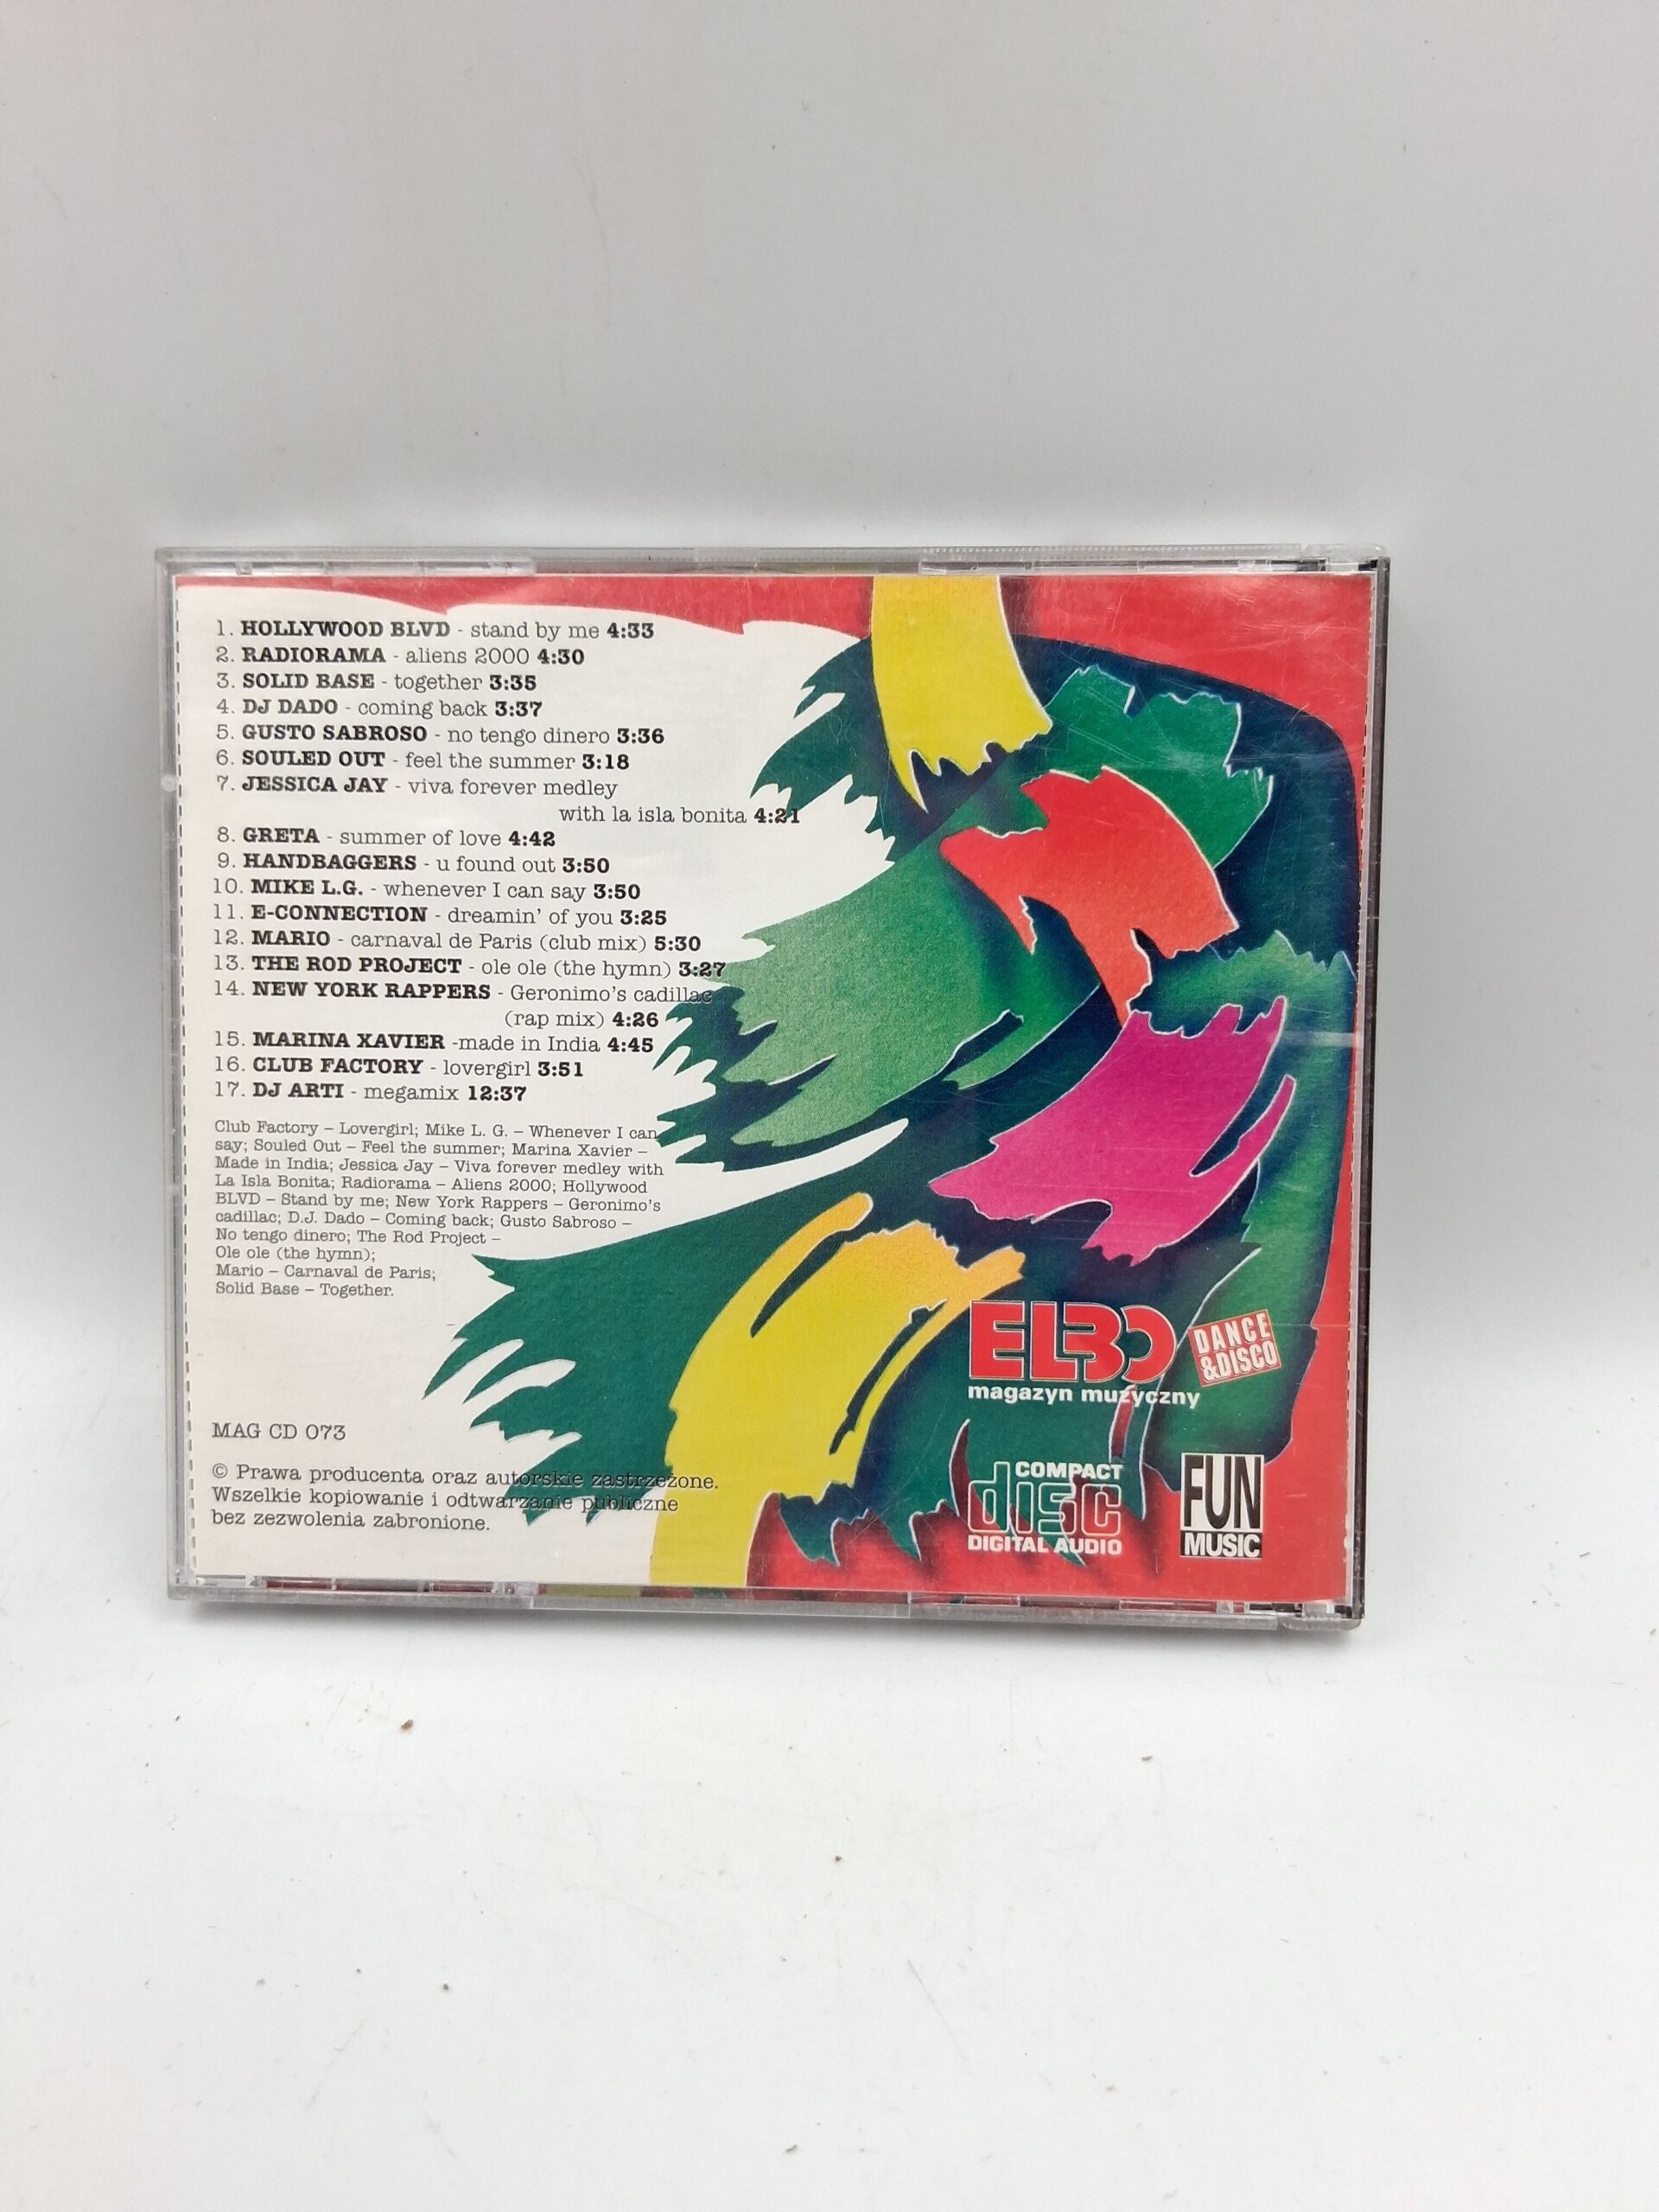 1. HOLLYWOOD BLVD - stand by me 4:33
2. RADIORAMA - aliens 2000 4:30
3. SOLID BASE - together 3:35
4. DJ DADO - coming back 3:37
5. GUSTO SABROSO - no tengo dinero 3:36
6. SOULED OUT - feel the summer 3:18
7. JESSICA JAY - viva forever medley
with la isla bonita 4:21
8. GRETA - summer of love 4:42
9. HANDBAGGERS - u found out 3:50
10. MIKE L.G. - whenever I can say 3:50
11. E-CONNECTION - dreamin' of you 3:25
12. MARIO - carnaval de Paris (club mix) 5:30
13. THE ROD PROJECT - ole ole (the hymn) 3:27
14. NEW YORK RAPPERS - Geronimo's cadillac
(rap mix) 4:26
15. MARINA XAVIER -made in India 4:45
16. CLUB FACTORY - lovergirl 3:51
17. DJ ARTI - megamix 12:37
Club Factory – Lovergirl; Mike L. G. – Whenever I can
say; Souled Out – Feel the summer; Marina Xavier –
Made in India; Jessica Jay – Viva forever medley with
La Isla Bonita; Radiorama – Aliens 2000; Hollywood
BLVD – Stand by me; New York Rappers – Geronimo's
cadillac; D.J. Dado – Coming back; Gusto Sabroso –
No tengo dinero; The Rod Project –
Ole ole (the hymn);
Mario – Carnaval de Paris;
Solid Base – Together.
ELBO
DANCE
&DISCO
magazyn muzyczny
MAG CD 073
© Prawa producenta oraz autorskie zastrzeżone.
Wszelkie kopiowanie i odtwarzanie publiczne
bez zezwolenia zabronione.
COMPACT
disc
DIGITAL AUDIO
FUN
MUSIC